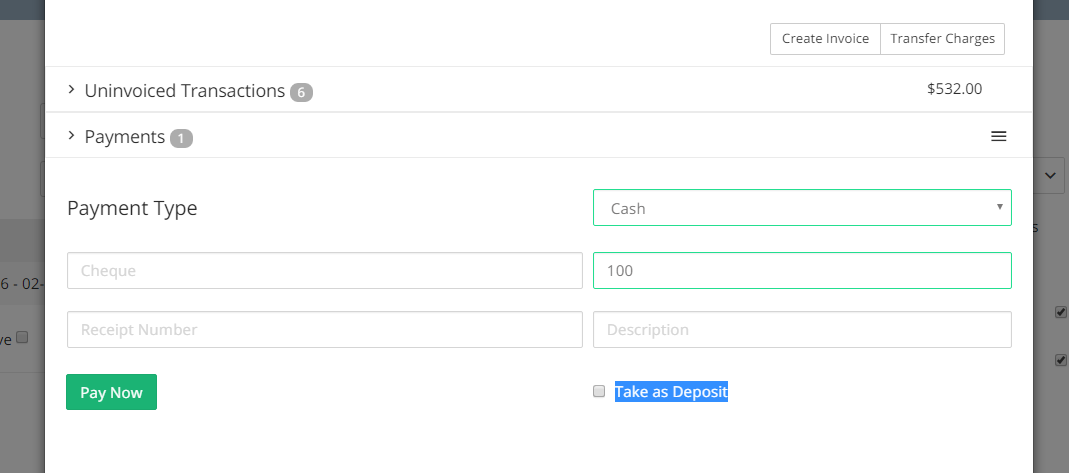 Create Invoice Transfer Charges
Uninvoiced Transactions 6 $532.00
Payments 1
Payment Type Cash
Cheque 100
6 - 02-
Receipt Number Description
Pay Now Take as Deposit